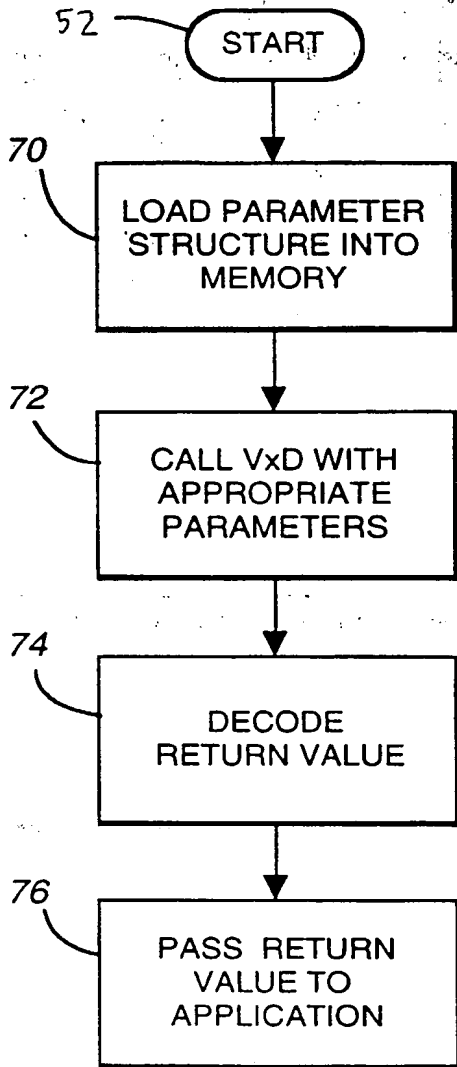 52
START
70
LOAD PARAMETER
STRUCTURE INTO
MEMORY
72
CALL VxD WITH
APPROPRIATE
PARAMETERS
74
DECODE
RETURN VALUE
76
PASS RETURN
VALUE TO
APPLICATION